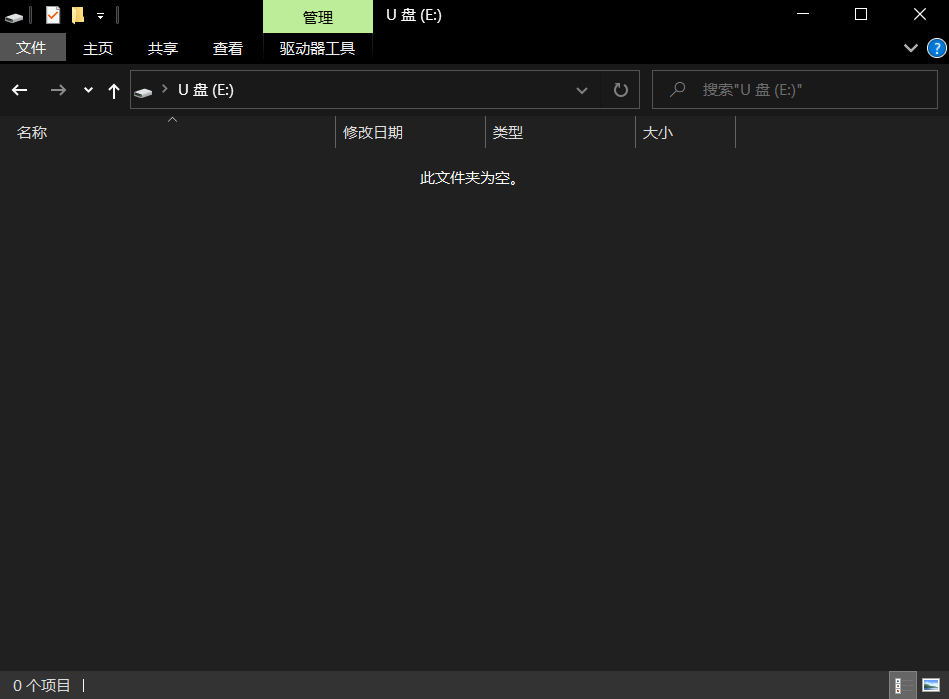 管理
U 盘 (E:)
文件
主页
共享
查看
驱动器工具
?
U 盘 (E:)
搜索"U 盘 (E:)"
名称
修改日期
类型
大小
此文件夹为空。
0 个项目